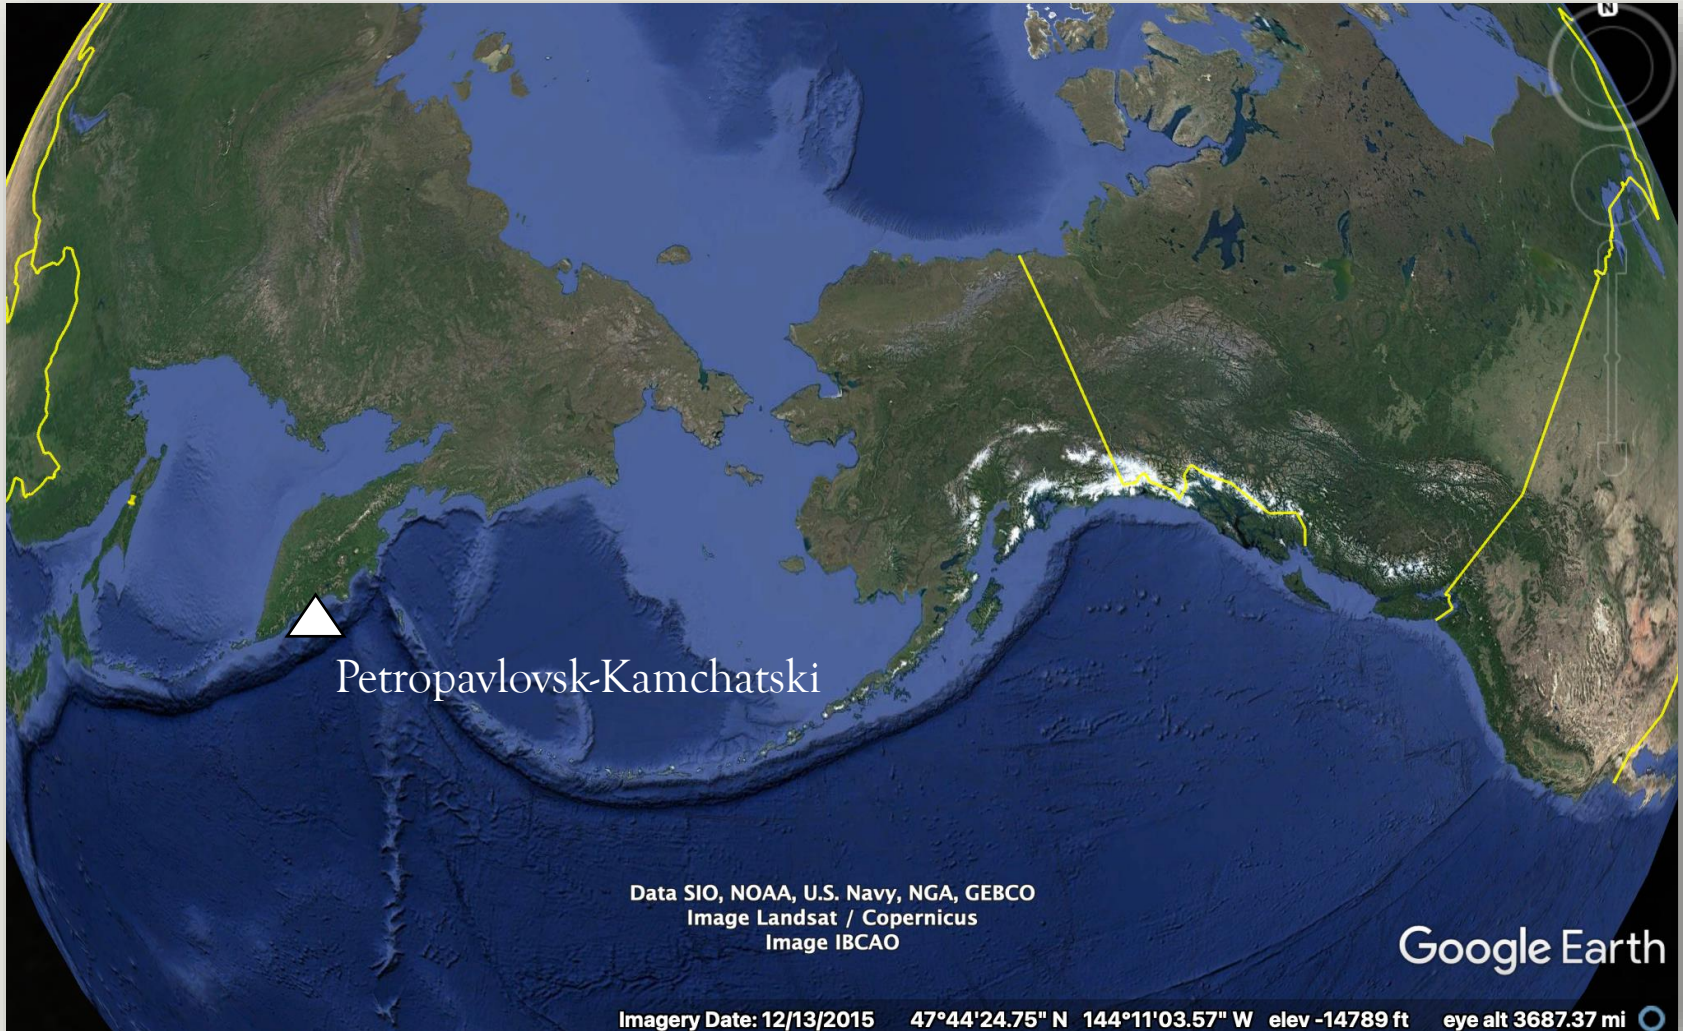 N
Petropavlovsk-Kamchatski
Data SIO, NOAA, U.S. Navy, NGA, GEBCO
Image Landsat / Copernicus
Image IBCAO
Google Earth
Imagery Date: 12/13/2015 47°44'24.75" N 144°11'03.57" W elev -14789 ft eye alt 3687.37 mi